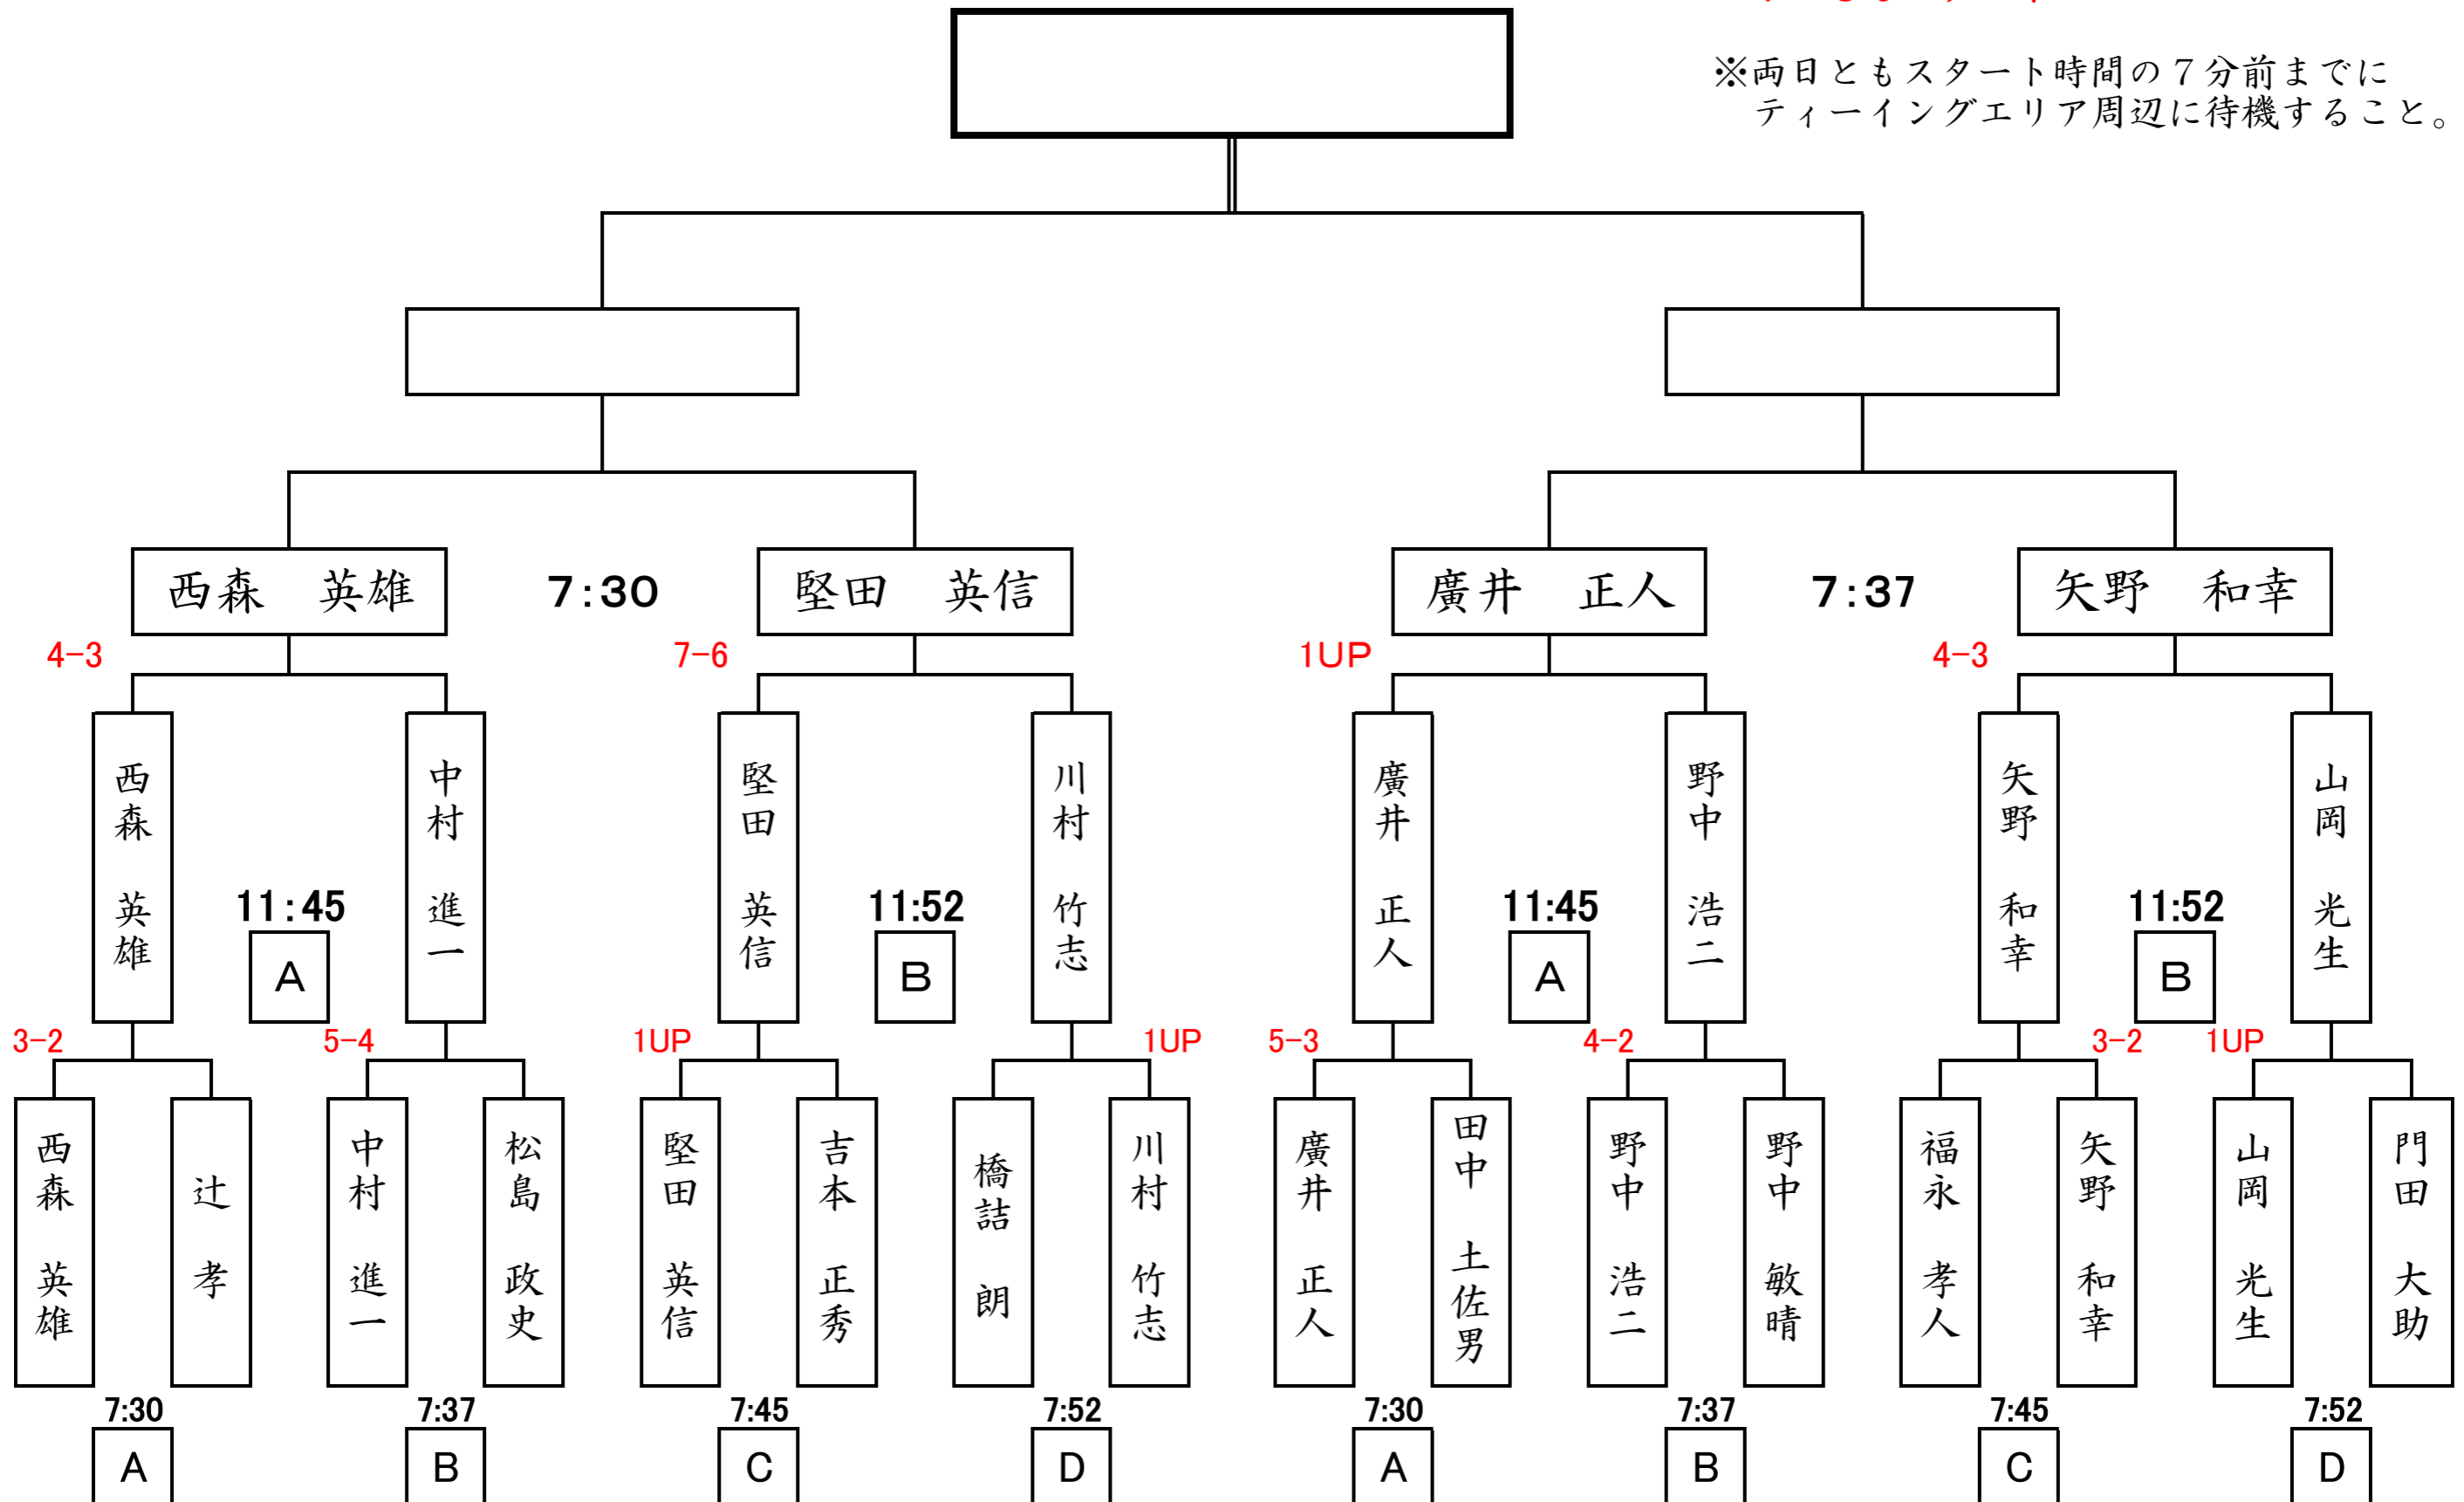 ※両日ともスタート時間の７分前までに
ティーイングエリア周辺に待機すること。
西森　英雄
7:30
堅田　英信
廣井　正人
7:37
矢野　和幸
4-3
7-6
1UP
4-3
西森　英雄
中村　進一
堅田　英信
川村　竹志
廣井　正人
野中　浩二
矢野　和幸
山岡　光生
11:45
11:52
11:45
11:52
A
B
A
B
3-2
5-4
1UP
1UP
5-3
4-2
3-2
1UP
西森　英雄
辻　孝
中村　進一
松島　政史
堅田　英信
吉本　正秀
橋詰　朗
川村　竹志
廣井　正人
田中　土佐男
野中　浩二
野中　敏晴
福永　孝人
矢野　和幸
山岡　光生
門田　大助
7:30
7:37
7:45
7:52
7:30
7:37
7:45
7:52
A
B
C
D
A
B
C
D